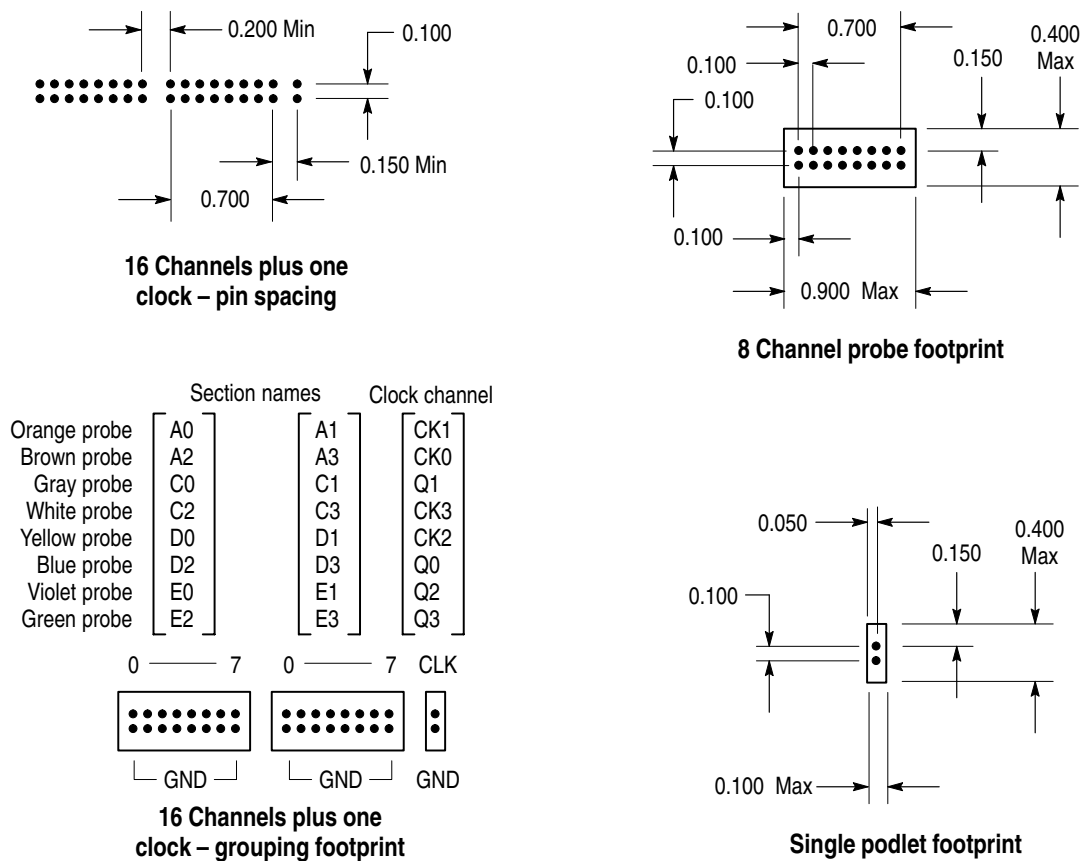 0.200 Min
0.100
0.150 Min
0.700
16 Channels plus one
clock – pin spacing
0.700
0.400
Max
0.150
0.100
0.100
0.100
0.900 Max
8 Channel probe footprint
Section names Clock channel
Orange probe A0 A1 CK1
Brown probe A2 A3 CK0
Gray probe C0 C1 Q1
White probe C2 C3 CK3
Yellow probe D0 D1 CK2
Blue probe D2 D3 Q0
Violet probe E0 E1 Q2
Green probe E2 E3 Q3
0 7 0 7 CLK
GND GND GND
16 Channels plus one
clock – grouping footprint
0.050
0.400
Max
0.150
0.100
0.100 Max
Single podlet footprint